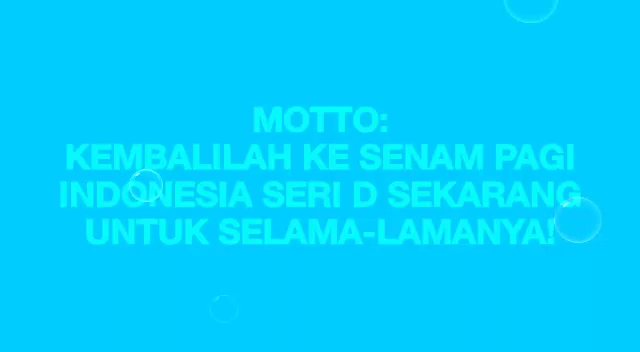 MOTTO:
KEMBALILAH KE SENAM PAGI
INDONESIA SERI D SEKARANG
UNTUK SELAMA-LAMANYA!